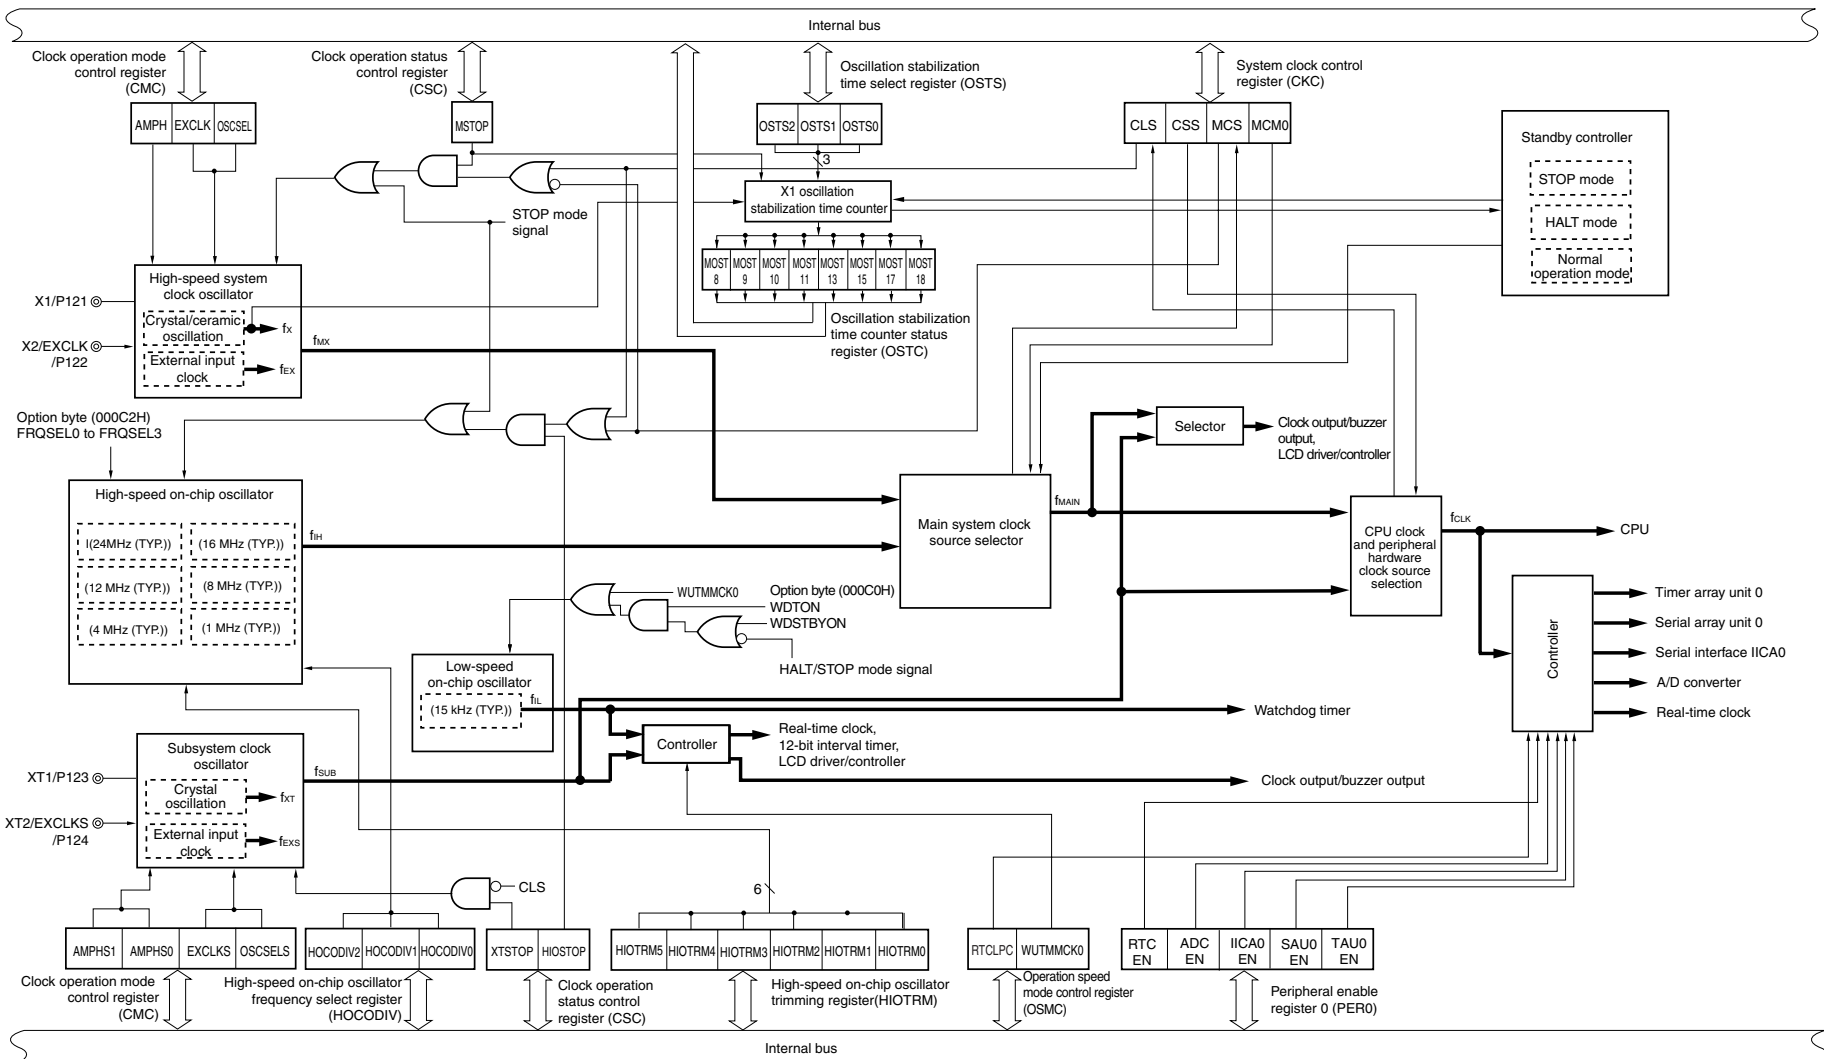 Internal bus
Clock operation mode
control register
(CMC)
Clock operation status
control register
(CSC)
Oscillation stabilization
time select register (OSTS)
System clock control
register (CKC)
AMPH EXCLK OSCSEL
MSTOP
OSTS2 OSTS1 OSTS0
CLS CSS MCS MCM0
3
Standby controller
STOP mode
HALT mode
Normal
operation mode
X1 oscillation
stabilization time counter
STOP mode
signal
MOST
8
MOST
9
MOST
10
MOST
11
MOST
13
MOST
15
MOST
17
MOST
18
Oscillation stabilization
time counter status
register (OSTC)
High-speed system
clock oscillator
X1/P121
Crystal/ceramic
oscillation
fX
X2/EXCLK
/P122
External input
clock
fEX
fMX
Option byte (000C2H)
FRQSEL0 to FRQSEL3
Selector
Clock output/buzzer
output,
LCD driver/controller
High-speed on-chip oscillator
I(24MHz (TYP.))
(16 MHz (TYP.))
(12 MHz (TYP.))
(8 MHz (TYP.))
(4 MHz (TYP.))
(1 MHz (TYP.))
fIH
Main system clock
source selector
fMAIN
CPU clock
and peripheral
hardware
clock source
selection
fCLK
CPU
WUTMMCK0
Option byte (000C0H)
WDTON
WDSTBYON
HALT/STOP mode signal
Controller
Timer array unit 0
Serial array unit 0
Serial interface IICA0
A/D converter
Real-time clock
Low-speed
on-chip oscillator
(15 kHz (TYP.))
fIL
Watchdog timer
Controller
Real-time clock,
12-bit interval timer,
LCD driver/controller
Clock output/buzzer output
Subsystem clock
oscillator
XT1/P123
Crystal
oscillation
fXT
XT2/EXCLKS
/P124
External input
clock
fEXS
fSUB
CLS
6
AMPHS1 AMPHS0 EXCLKS OSCSELS
HOCODIV2 HOCODIV1 HOCODIV0
XTSTOP HIOSTOP
HIOTRM5 HIOTRM4 HIOTRM3 HIOTRM2 HIOTRM1 HIOTRM0
RTCLPC WUTMMCK0
RTC
EN
ADC
EN
IICA0
EN
SAU0
EN
TAU0
EN
Clock operation mode
control register
(CMC)
High-speed on-chip oscillator
frequency select register
(HOCODIV)
Clock operation
status control
register (CSC)
High-speed on-chip oscillator
trimming register(HIOTRM)
Operation speed
mode control register
(OSMC)
Peripheral enable
register 0 (PER0)
Internal bus